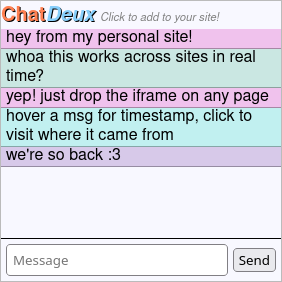 ChatDeux Click to add to your site!
hey from my personal site!
whoa this works across sites in real
time?
yep! just drop the iframe on any page
hover a msg for timestamp, click to
visit where it came from
we're so back :3
Message Send